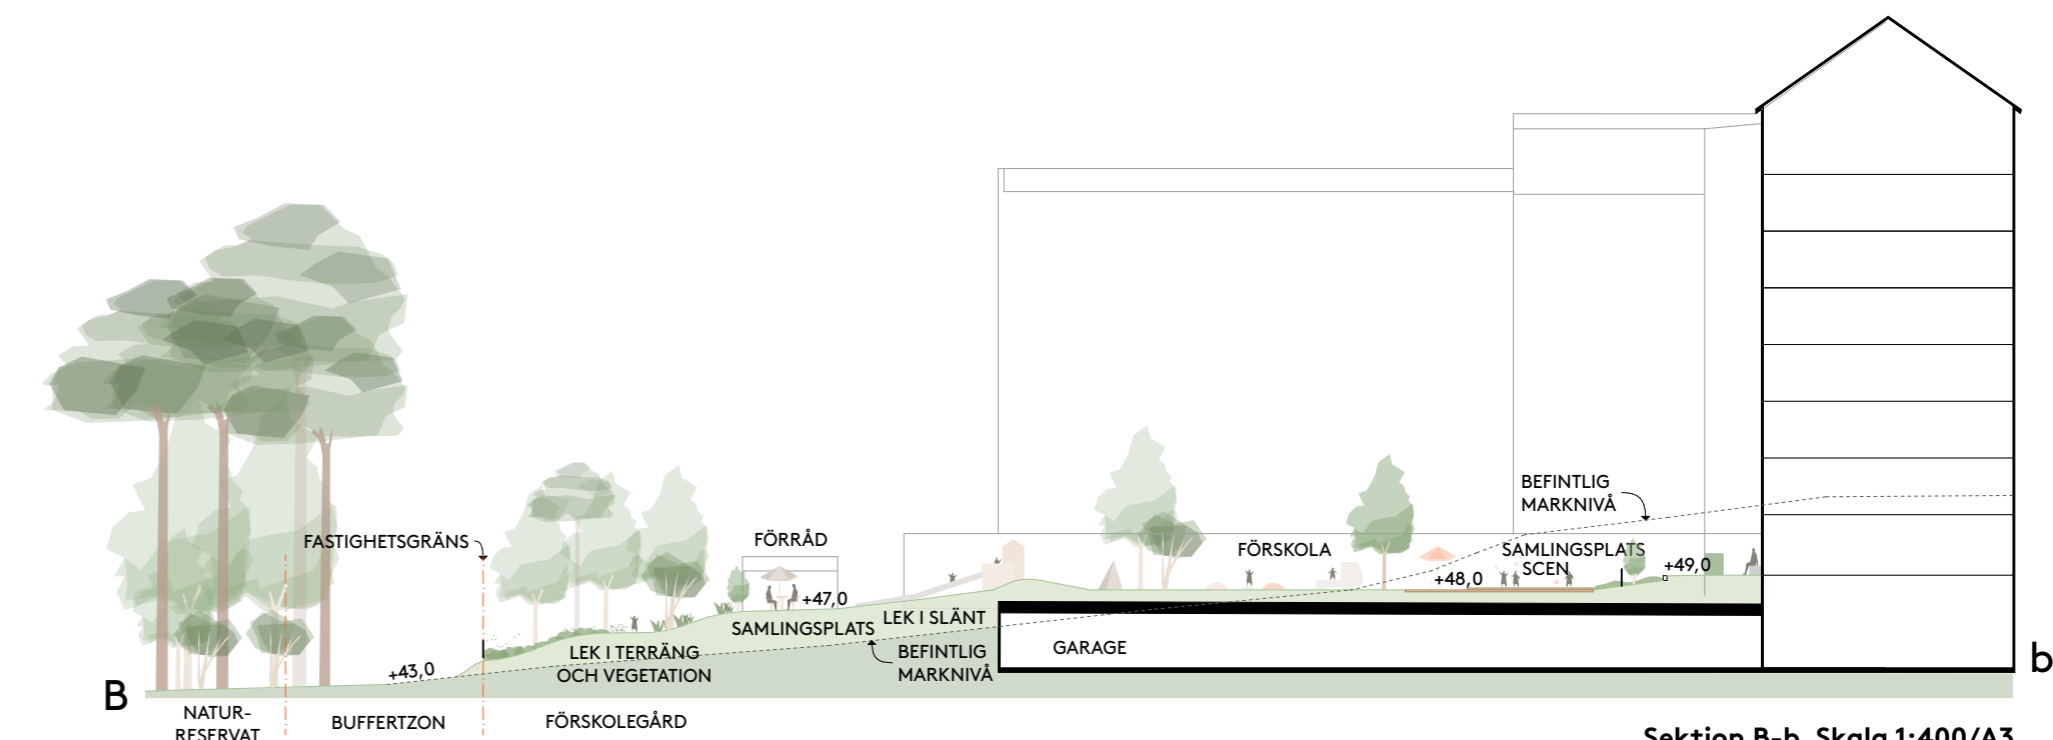 BEFINTLIG
MARKNIVÅ
FASTIGHETSGRÄNS
FÖRRÅD
FÖRSKOLA
SAMLINGSPLATS
SCEN
+49,0
+48,0
+47,0
LEK I SLÄNT
SAMLINGSPLATS
GARAGE
BEFINTLIG
MARKNIVÅ
LEK I TERRÄNG
OCH VEGETATION
+43,0
B
b
NATUR-
RESERVAT
BUFFERTZON
FÖRSKOLEGÅRD
Sektion B-b, Skala 1:400/A3